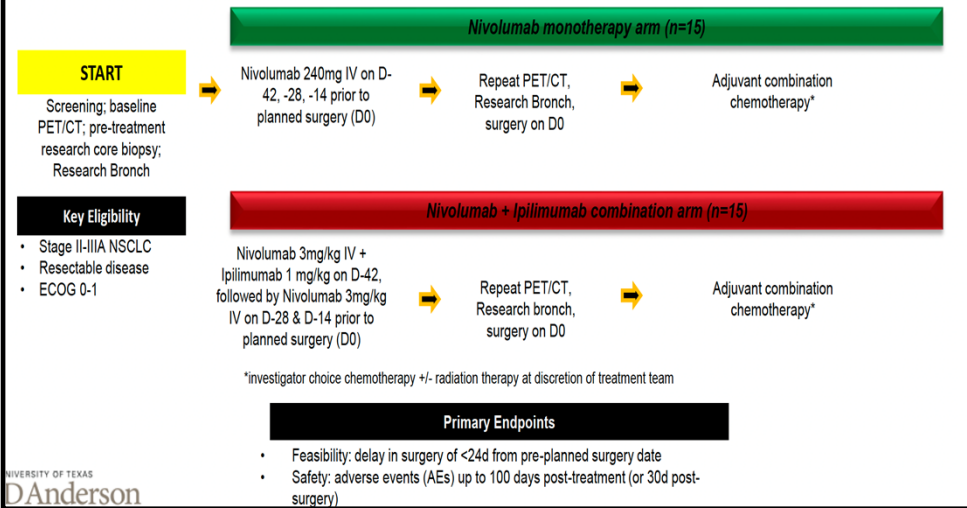 Nivolumab monotherapy arm (n=15)
START
Screening; baseline
PET/CT; pre-treatment
research core biopsy;
Research Bronch
Nivolumab 240mg IV on D-
42, -28, -14 prior to
planned surgery (D0)
Repeat PET/CT,
Research Bronch,
surgery on D0
Adjuvant combination
chemotherapy*
Key Eligibility
• Stage II-IIIA NSCLC
• Resectable disease
• ECOG 0-1
Nivolumab + Ipilimumab combination arm (n=15)
Nivolumab 3mg/kg IV +
Ipilimumab 1 mg/kg on D-42,
followed by Nivolumab 3mg/kg
IV on D-28 & D-14 prior to
planned surgery (D0)
Repeat PET/CT,
Research bronch,
surgery on D0
Adjuvant combination
chemotherapy*
*investigator choice chemotherapy +/- radiation therapy at discretion of treatment team
Primary Endpoints
• Feasibility: delay in surgery of <24d from pre-planned surgery date
• Safety: adverse events (AEs) up to 100 days post-treatment (or 30d post-
surgery)
NIVERSITY OF TEXAS
DAnderson